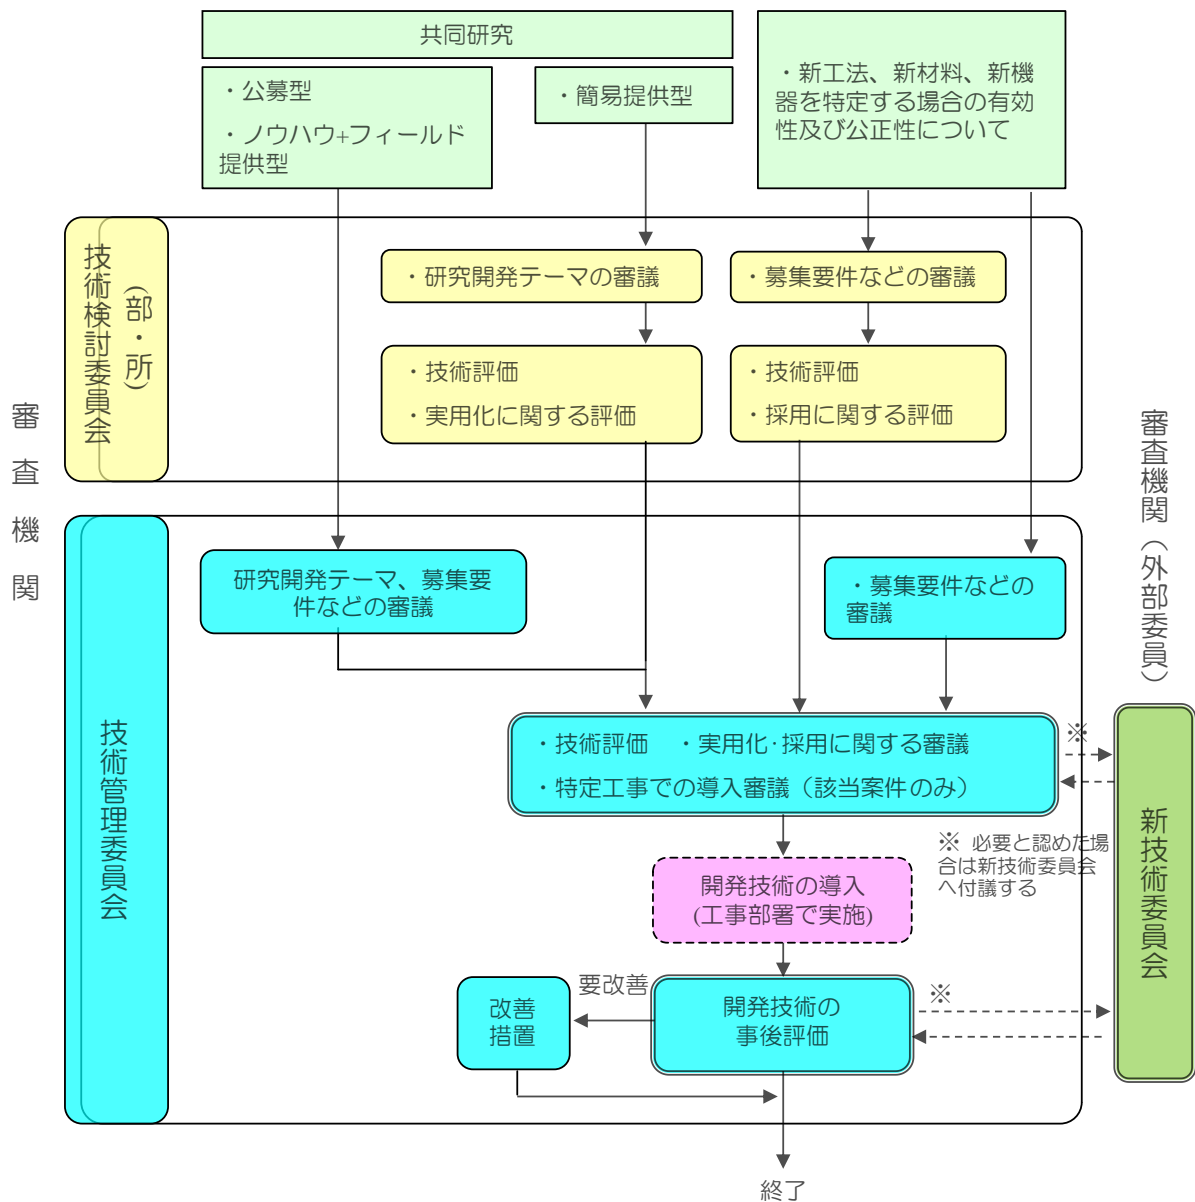 共同研究
・公募型
・ノウハウ+フィールド
提供型
・簡易提供型
・新工法、新材料、新機
器を特定する場合の有効
性及び公正性について
審査機関
技術検討委員会
(部・所)
・研究開発テーマの審議
・募集要件などの審議
・技術評価
・実用化に関する評価
・技術評価
・採用に関する評価
審査機関（外部委員）
技術管理委員会
研究開発テーマ、募集要
件などの審議
・募集要件などの
審議
・技術評価　・実用化･採用に関する審議
・特定工事での導入審議（該当案件のみ）
※
新技術委員会
※ 必要と認めた場
合は新技術委員会
へ付議する
開発技術の導入
(工事部署で実施)
要改善
改善
措置
開発技術の
事後評価
※
終了